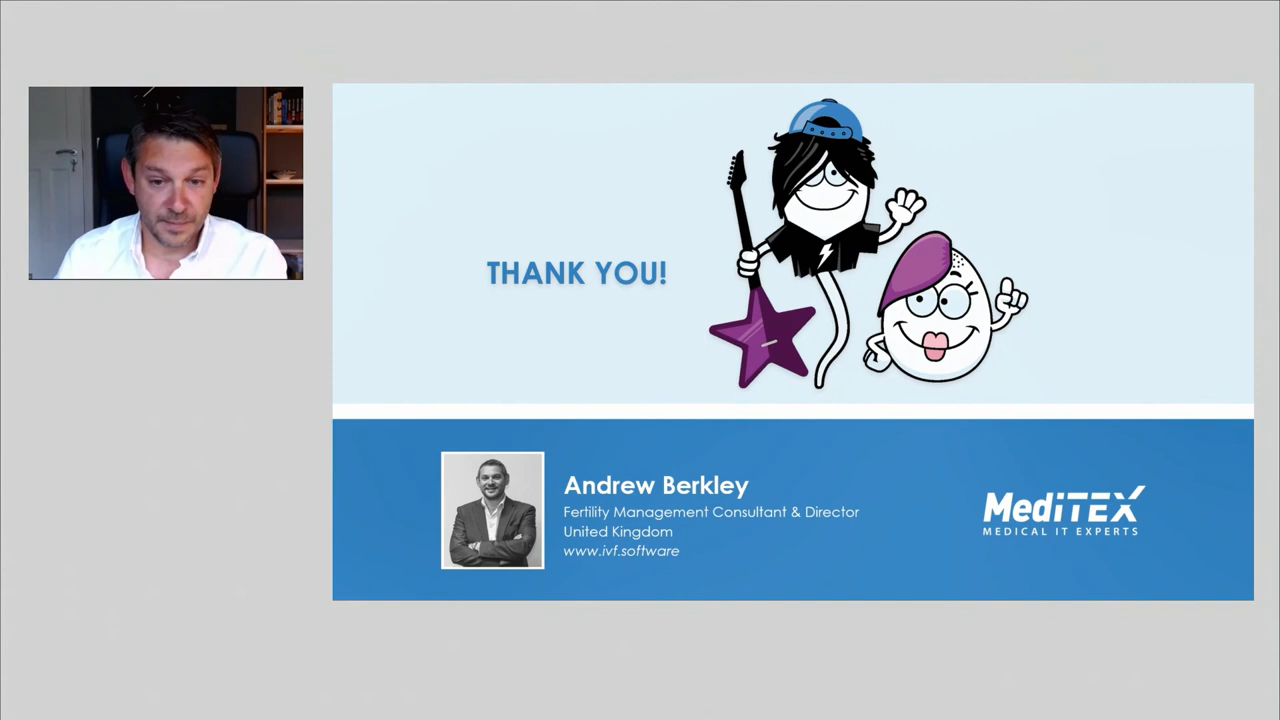 THANK YOU!
Andrew Berkley
Fertility Management Consultant & Director
United Kingdom
www.ivf.software
MediTEX
MEDICAL IT EXPERTS